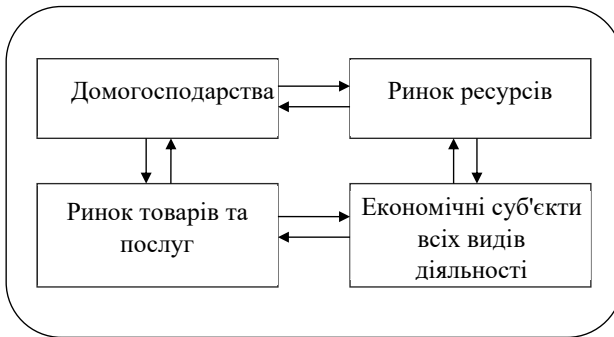 Домогосподарства
Ринок ресурсів
Ринок товарів та
послуг
Економічні суб'єкти
всіх видів
діяльності